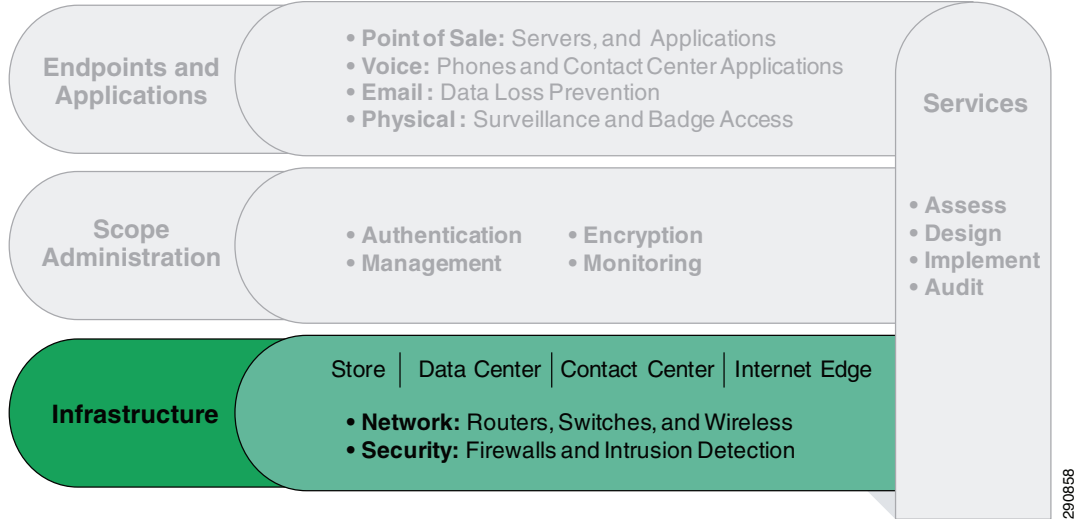 Endpoints and
Applications
• Point of Sale: Servers, and Applications
• Voice: Phones and Contact Center Applications
• Email : Data Loss Prevention
• Physical : Surveillance and Badge Access
Services
• Assess
• Design
• Implement
• Audit
Scope
Administration
• Authentication • Encryption
• Management • Monitoring
Infrastructure
Store | Data Center | Contact Center | Internet Edge
• Network: Routers, Switches, and Wireless
• Security: Firewalls and Intrusion Detection
290858